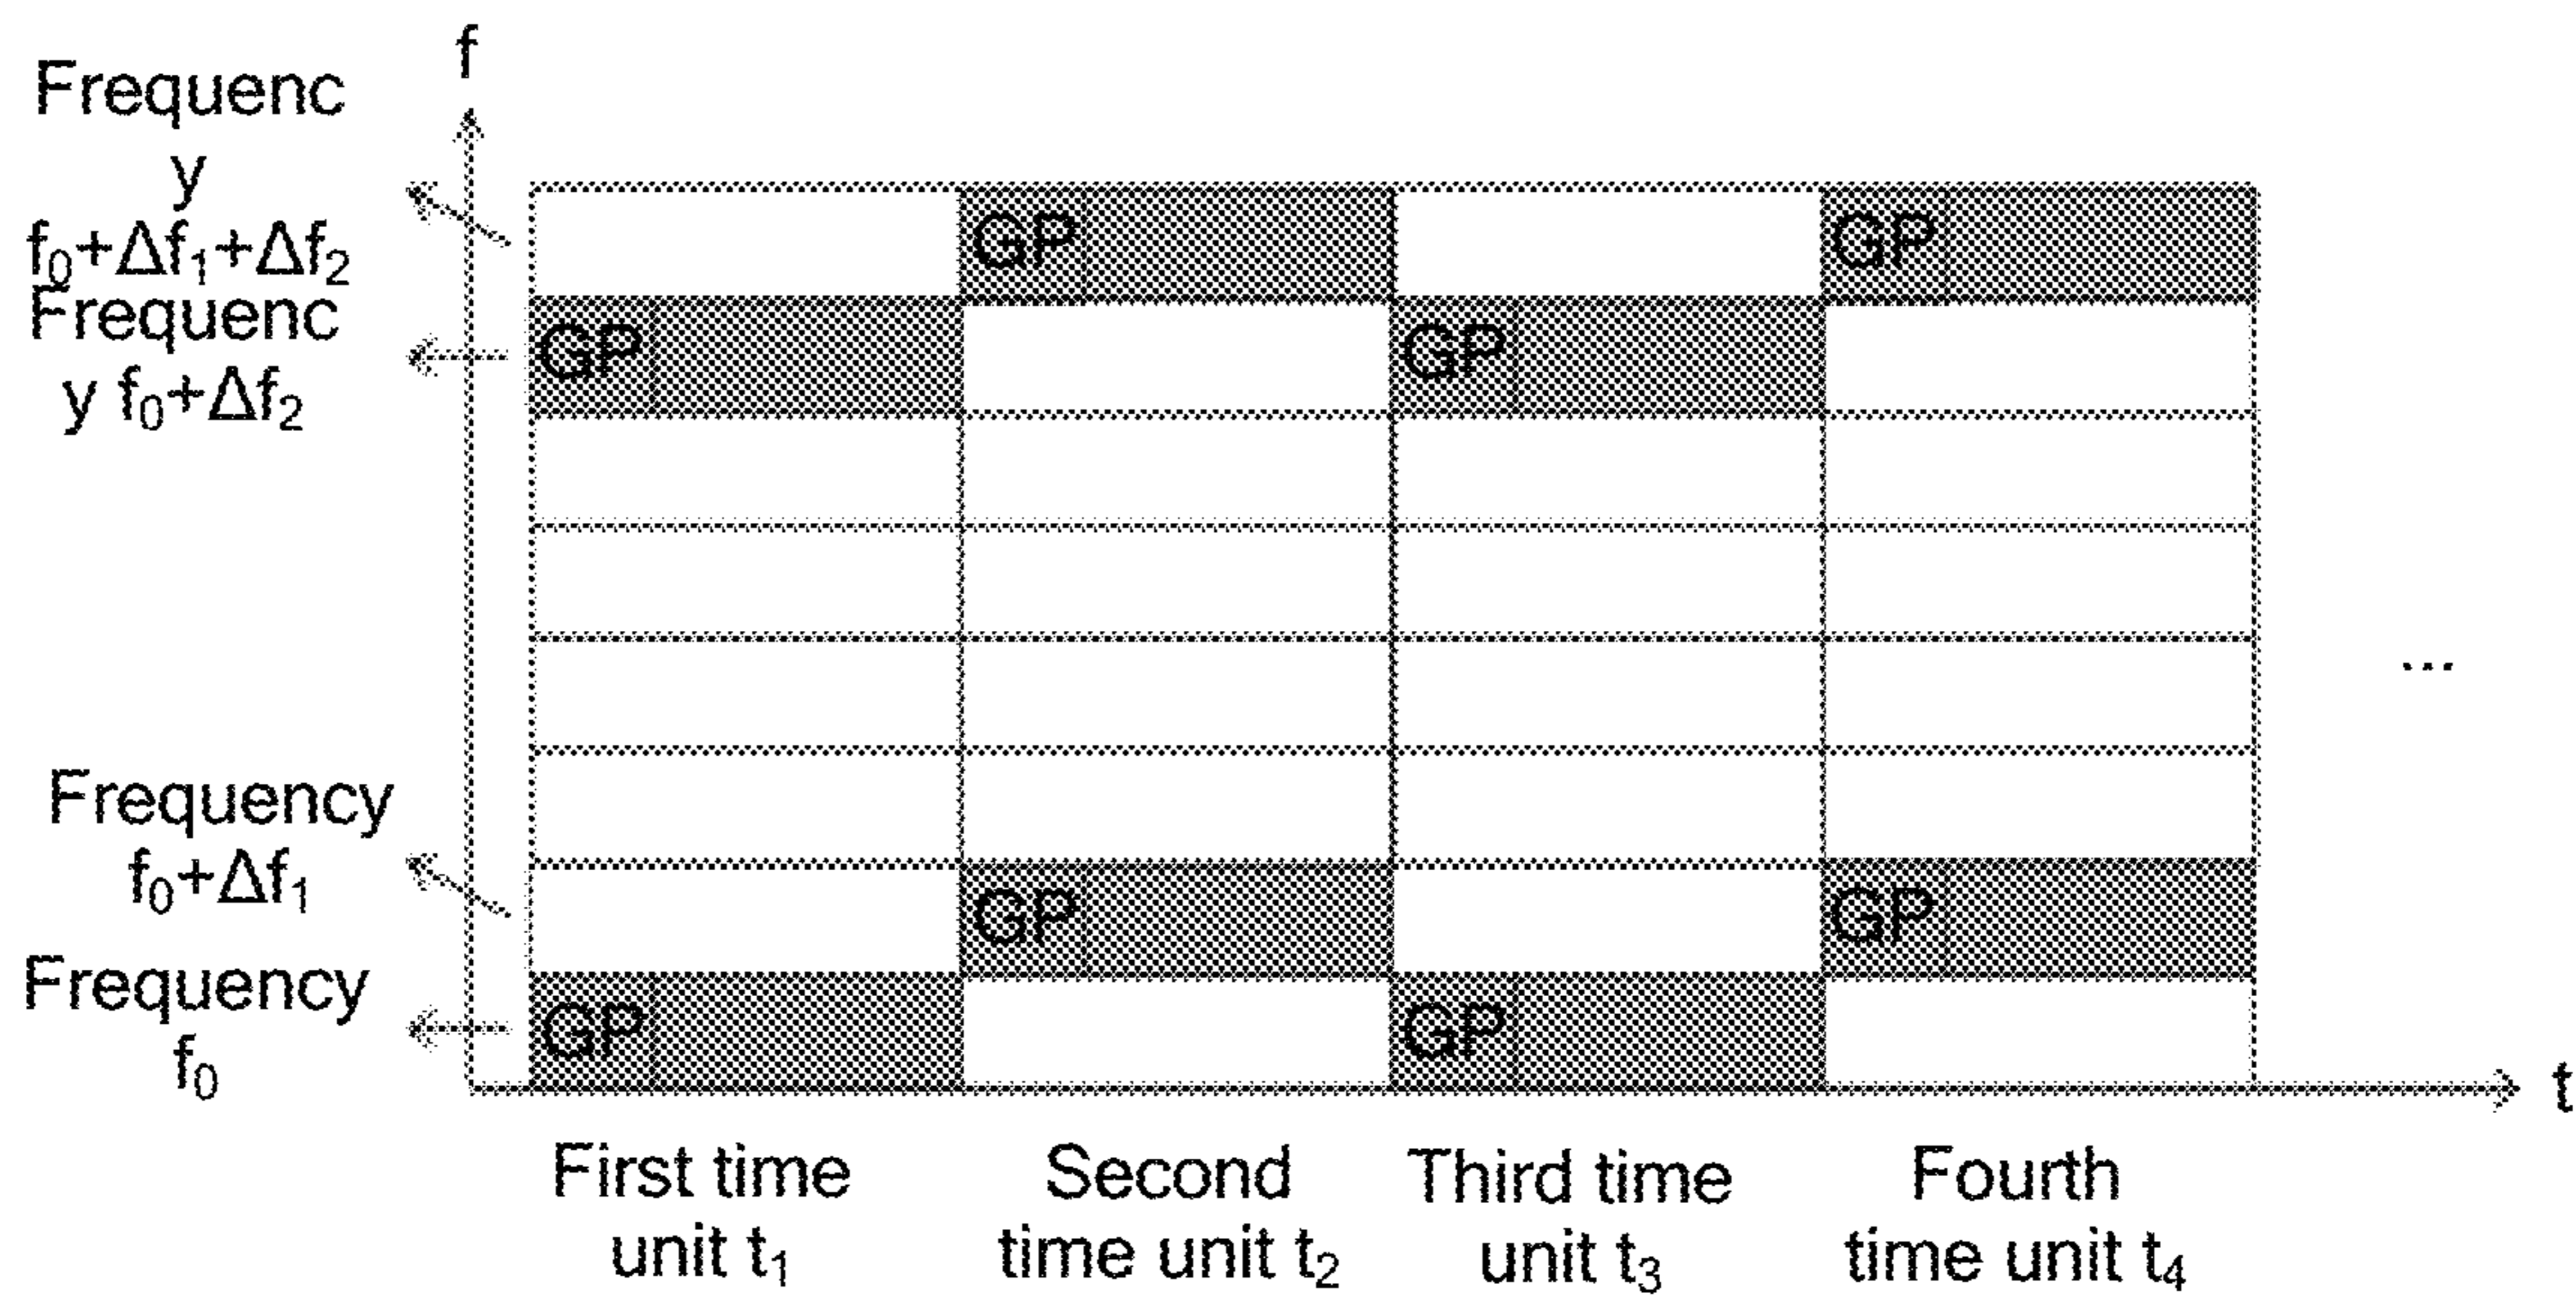 f
Frequenc
y
f₀+Δf₁+Δf₂
Frequenc
y f₀+Δf₂
GP GP
GP GP
...
Frequency
f₀+Δf₁
GP GP
Frequency
f₀
GP GP
t
First time
unit t₁
Second
time unit t₂
Third time
unit t₃
Fourth
time unit t₄